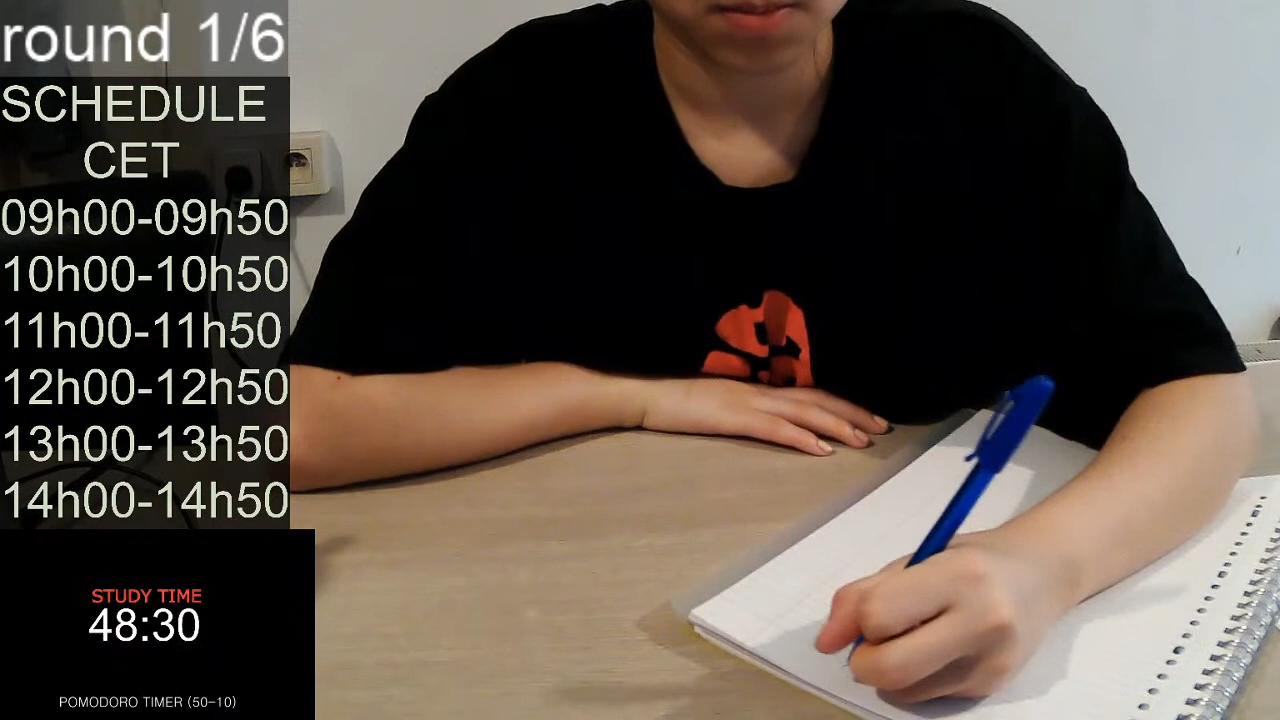 round 1/6
SCHEDULE
CET
09h00-09h50
10h00-10h50
11h00-11h50
12h00-12h50
13h00-13h50
14h00-14h50
STUDY TIME
48:30
POMODORO TIMER (50-10)